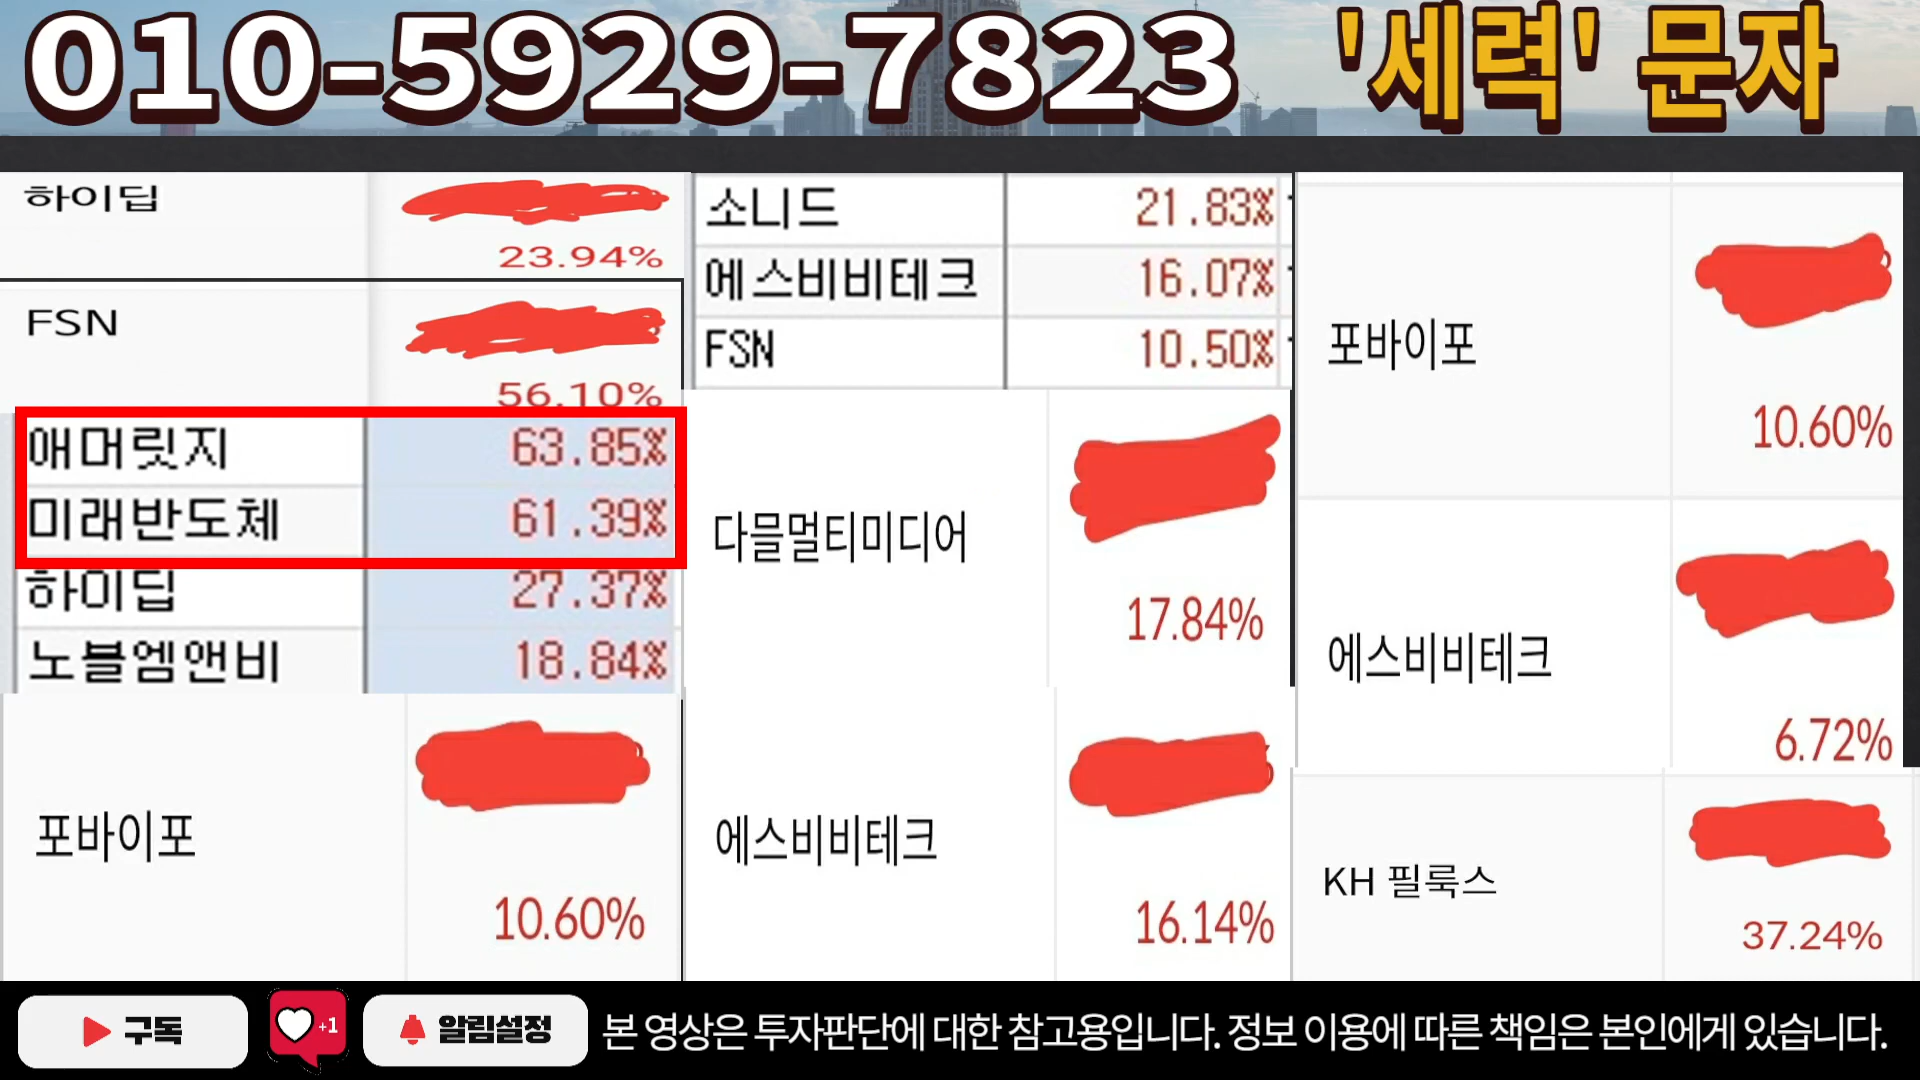 010-5929-7823 '세력' 문자
하이딥
23.94%
FSN
56.10%
애머릿지 63.85%
미래반도체 61.39%
하이딥 27.37%
노블엠앤비 18.84%
포바이포
10.60%
소니드 21.83%
에스비비테크 16.07%
FSN 10.50%
다믈멀티미디어
17.84%
에스비비테크
16.14%
포바이포
10.60%
에스비비테크
6.72%
KH 필룩스
37.24%
구독 +1 알림설정 본 영상은 투자판단에 대한 참고용입니다. 정보 이용에 따른 책임은 본인에게 있습니다.